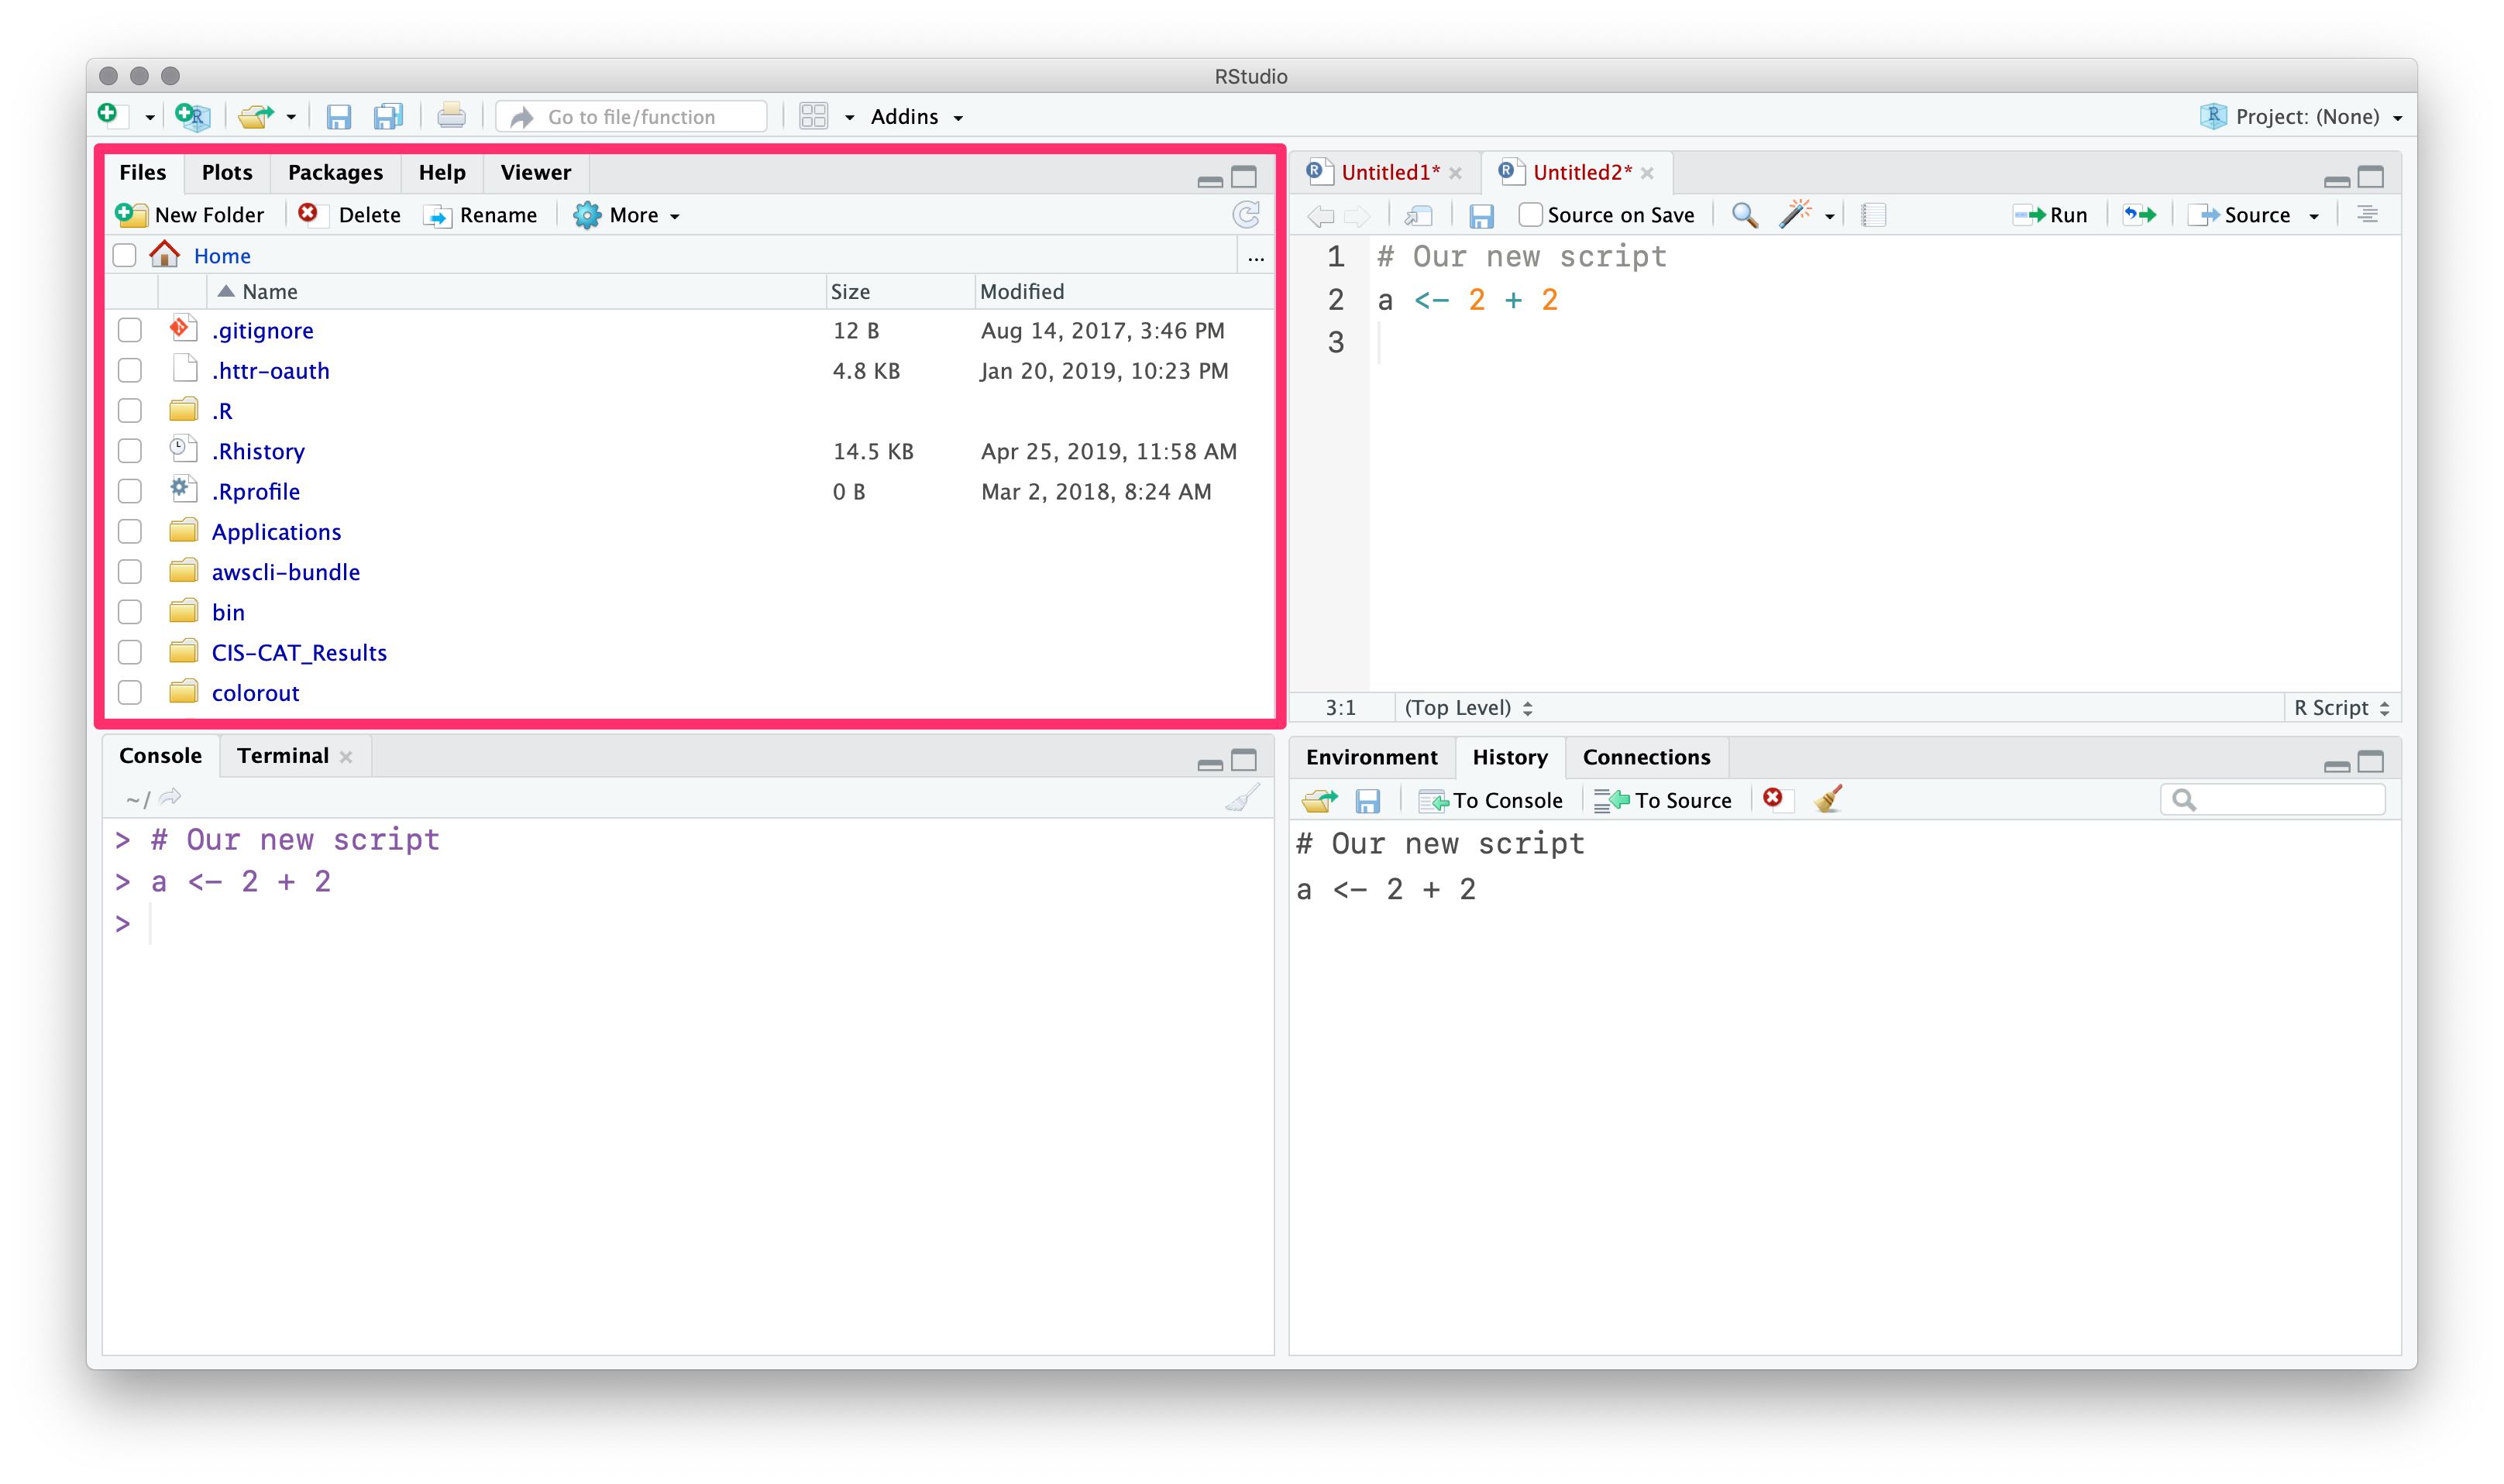 RStudio
Go to file/function Addins Project: (None)
Files Plots Packages Help Viewer
New Folder Delete Rename More
Home ...
Name Size Modified
.gitignore 12 B Aug 14, 2017, 3:46 PM
.httr-oauth 4.8 KB Jan 20, 2019, 10:23 PM
.R
.Rhistory 14.5 KB Apr 25, 2019, 11:58 AM
.Rprofile 0 B Mar 2, 2018, 8:24 AM
Applications
awscli-bundle
bin
CIS-CAT_Results
colorout
Untitled1* Untitled2*
Source on Save Run Source
1 # Our new script
2 a <- 2 + 2
3
3:1 (Top Level) R Script
Console Terminal
~/
> # Our new script
> a <- 2 + 2
>
Environment History Connections
To Console To Source
# Our new script
a <- 2 + 2